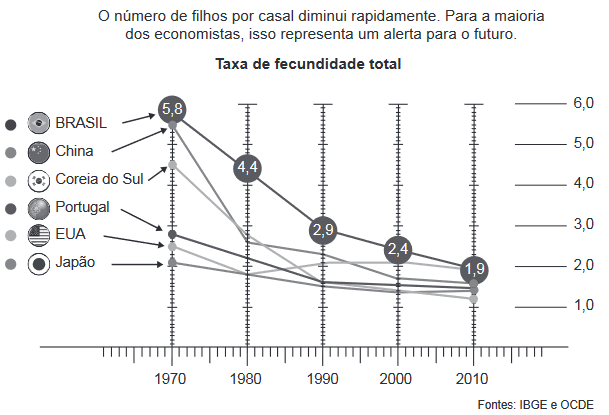 O número de filhos por casal diminui rapidamente. Para a maioria
dos economistas, isso representa um alerta para o futuro.
Taxa de fecundidade total
BRASIL
China
Coreia do Sul
Portugal
EUA
Japão
5,8
4,4
2,9
2,4
1,9
6,0
5,0
4,0
3,0
2,0
1,0
1970 1980 1990 2000 2010
Fontes: IBGE e OCDE